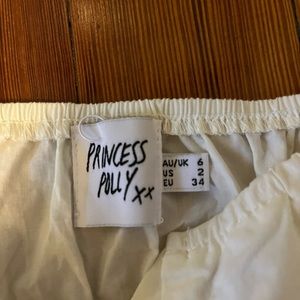 PRINCESS
POLLY xx
AU/UK 6
US 2
EU 34